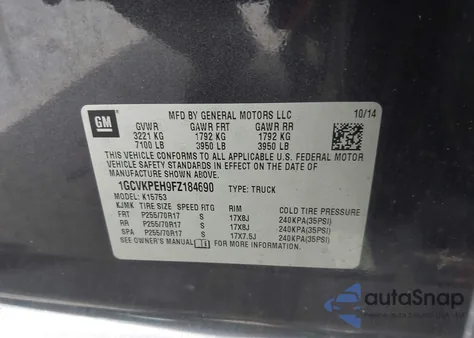 GM
MFD BY GENERAL MOTORS LLC 10/14
GVWR GAWR FRT GAWR RR
3221 KG 1792 KG 1792 KG
7100 LB 3950 LB 3950 LB
THIS VEHICLE CONFORMS TO ALL APPLICABLE U.S. FEDERAL MOTOR
VEHICLE SAFETY STANDARDS IN EFFECT ON THE DATE OF
MANUFACTURE SHOWN ABOVE.
1GCVKPEH9FZ184690 TYPE: TRUCK
MODEL: K15753
KJMK TIRE SIZE SPEED RTG RIM COLD TIRE PRESSURE
FRT P255/70R17 S 17X8J 240KPA(35PSI)
RR P255/70R17 S 17X8J 240KPA(35PSI)
SPA P255/70R17 S 17X7.5J 240KPA(35PSI)
SEE OWNER'S MANUAL FOR ADDITIONAL INFORMATION.
autoSnap